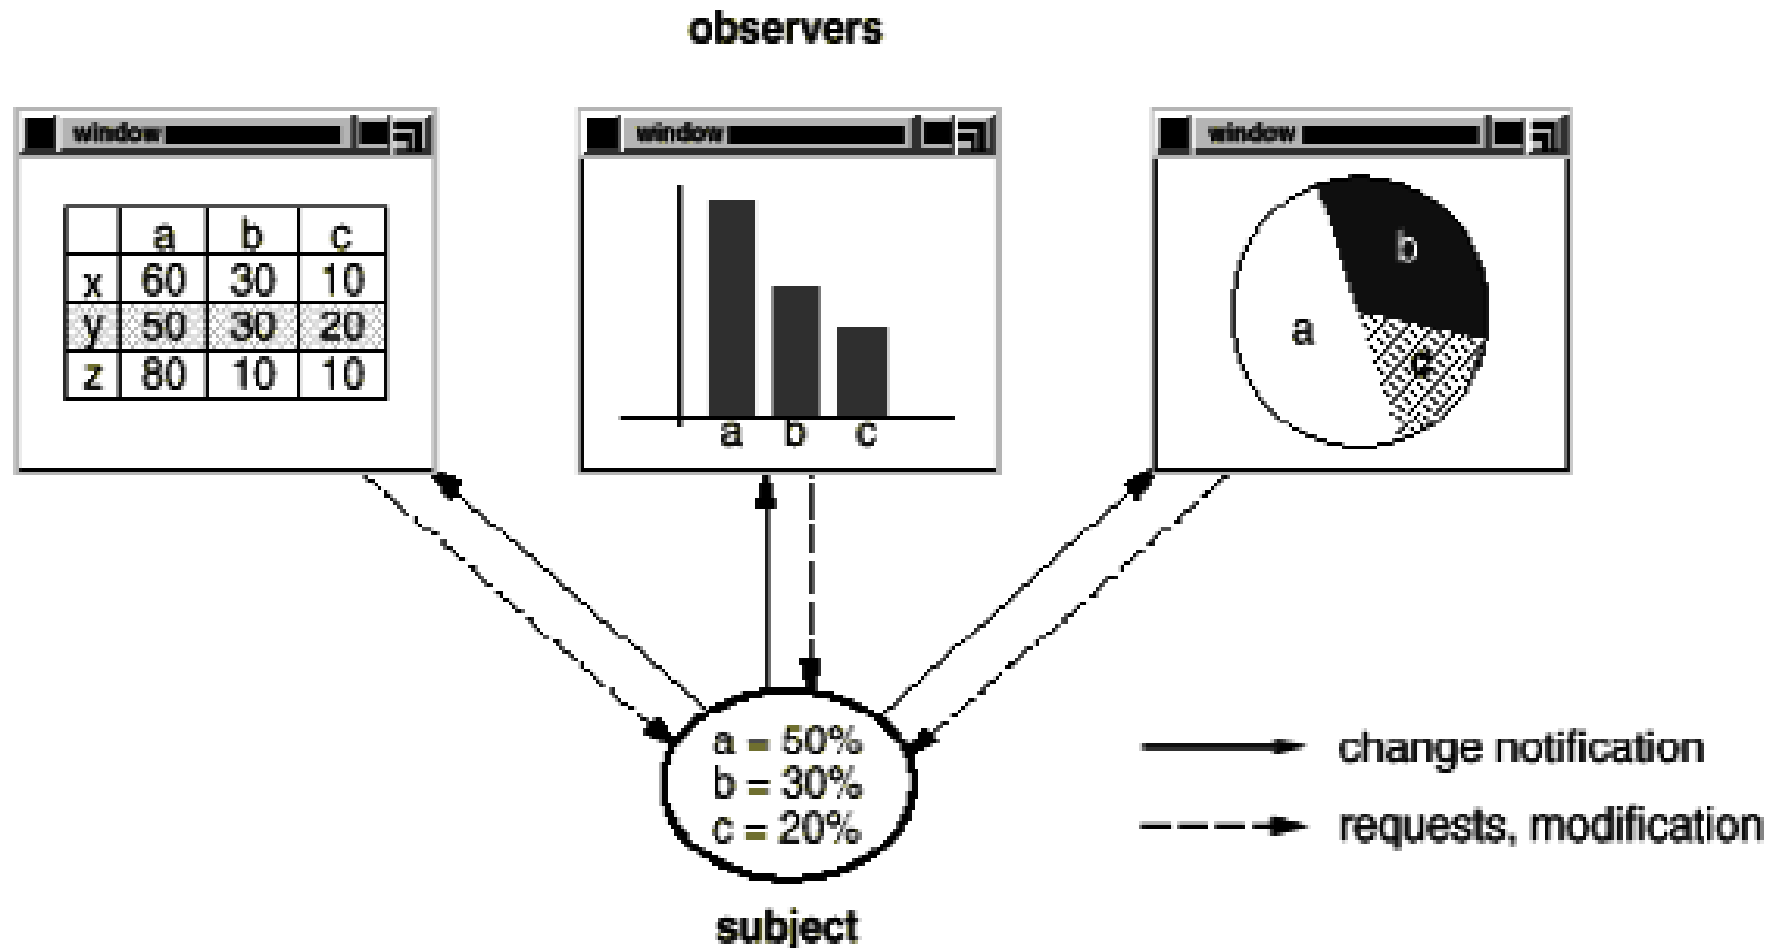 observers
window
window
window
a b c
x 60 30 10
y 50 30 20
z 80 10 10
a b c
b
a
c
a = 50%
b = 30%
c = 20%
change notification
requests, modification
subject